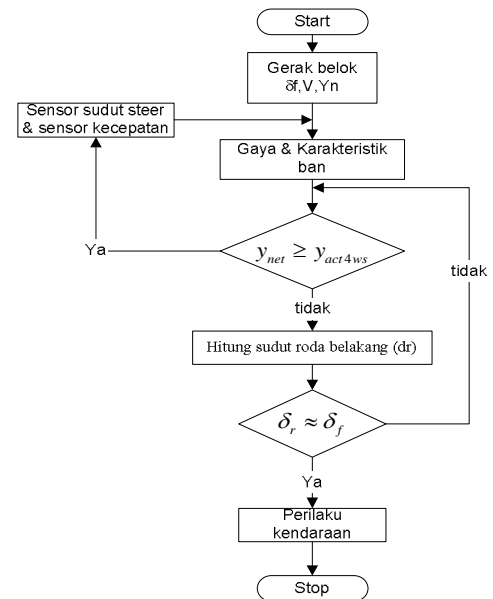 Start
Gerak belok
δf,V,Yn
Sensor sudut steer
& sensor kecepatan
Gaya & Karakteristik
ban
Ya
y_net ≥ y_act4ws
tidak
tidak
Hitung sudut roda belakang (dr)
δ_r ≈ δ_f
Ya
Perilaku
kendaraan
Stop